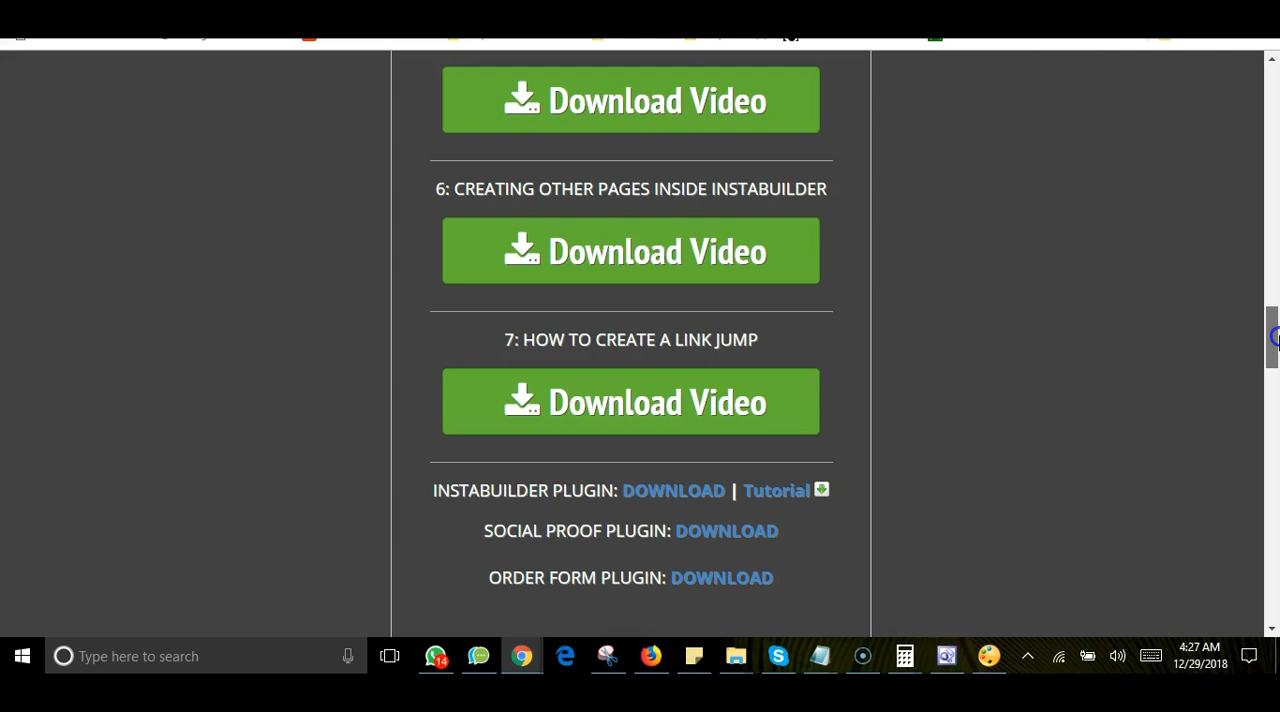 Download Video
6: CREATING OTHER PAGES INSIDE INSTABUILDER
Download Video
7: HOW TO CREATE A LINK JUMP
Download Video
INSTABUILDER PLUGIN: DOWNLOAD | Tutorial
SOCIAL PROOF PLUGIN: DOWNLOAD
ORDER FORM PLUGIN: DOWNLOAD
Type here to search
14
4:27 AM
12/29/2018